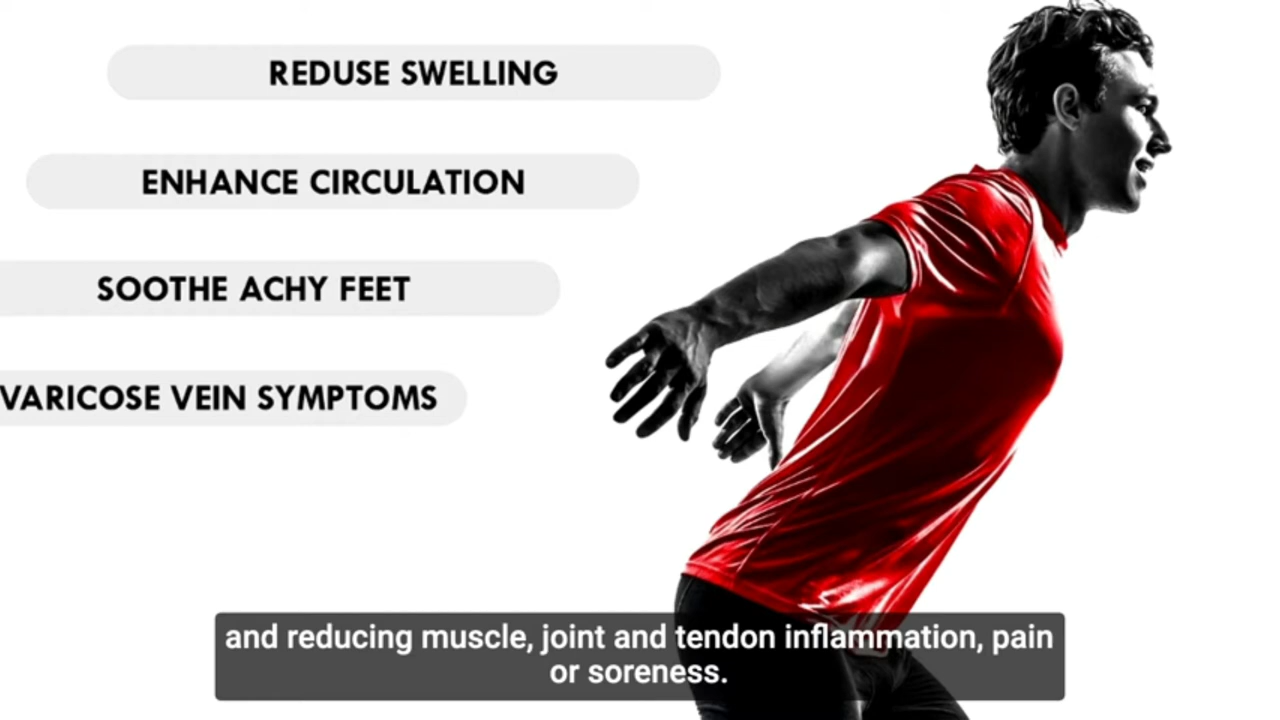 REDUSE SWELLING
ENHANCE CIRCULATION
SOOTHE ACHY FEET
VARICOSE VEIN SYMPTOMS
and reducing muscle, joint and tendon inflammation, pain
or soreness.